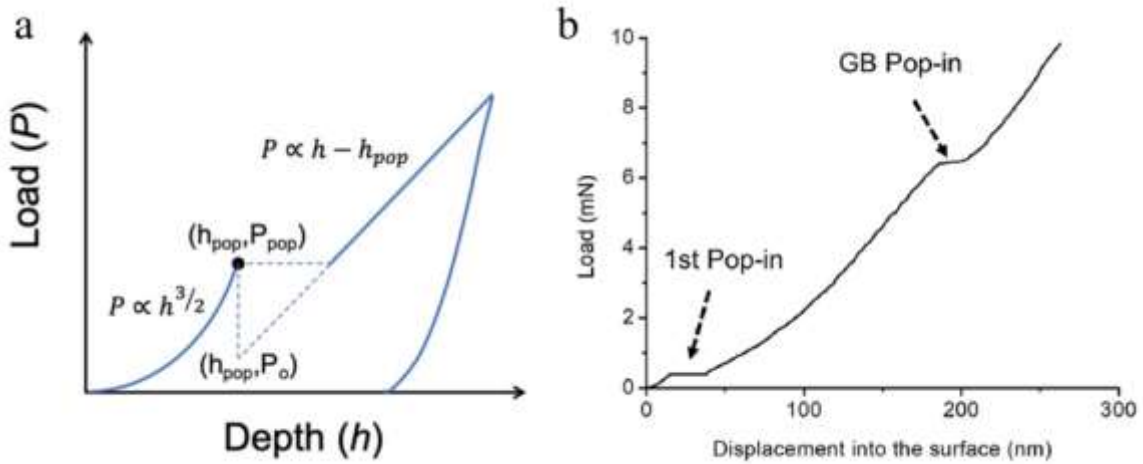 a
Load (P)
P ∝ h − h_pop
(h_pop,P_pop)
P ∝ h^3/2
(h_pop,P_o)
Depth (h)
b
10
8
6
4
2
0
Load (mN)
GB Pop-in
1st Pop-in
0 100 200 300
Displacement into the surface (nm)